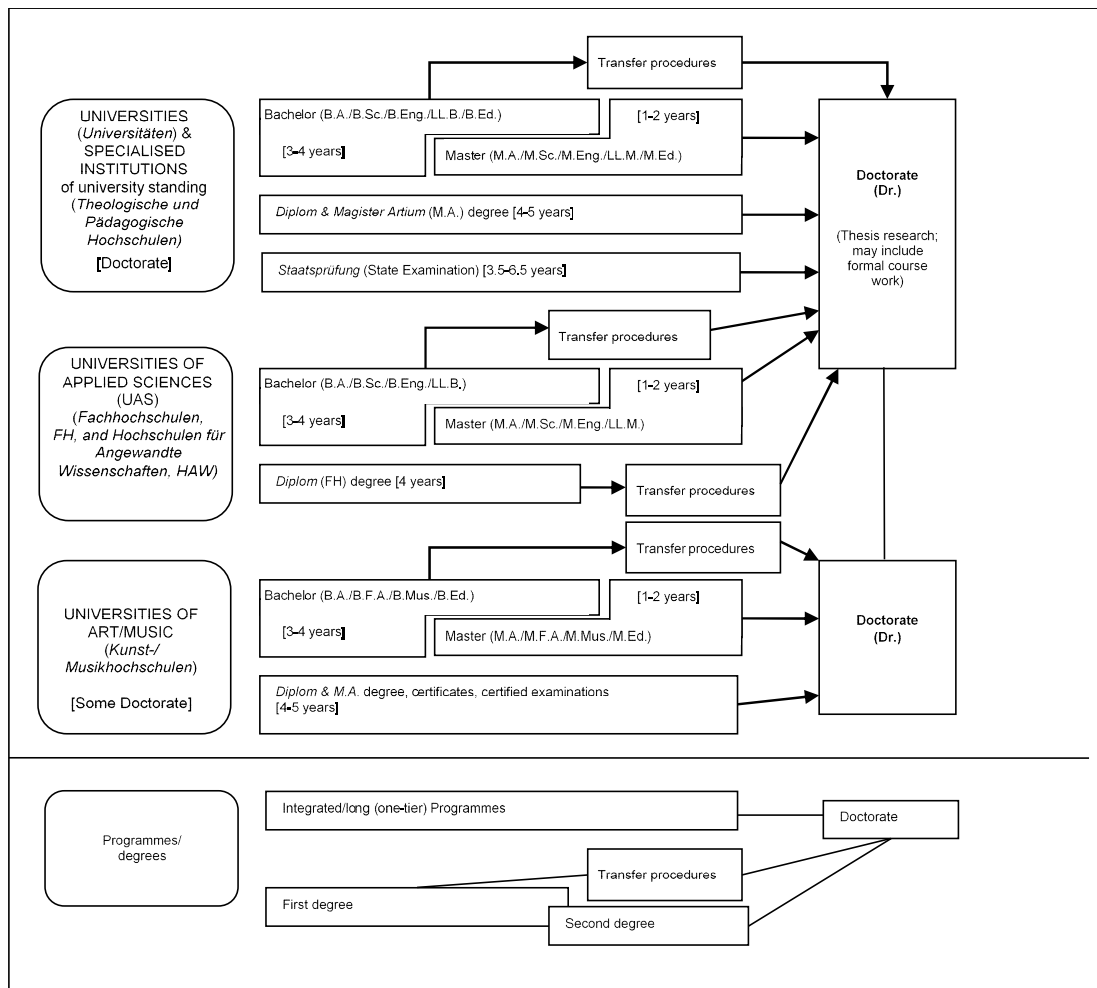 Transfer procedures
UNIVERSITIES
(Universitäten) &
SPECIALISED
INSTITUTIONS
of university standing
(Theologische und
Pädagogische
Hochschulen)
[Doctorate]
Bachelor (B.A./B.Sc./B.Eng./LL.B./B.Ed.)
[3-4 years]
[1-2 years]
Master (M.A./M.Sc./M.Eng./LL.M./M.Ed.)
Diplom & Magister Artium (M.A.) degree [4-5 years]
Staatsprüfung (State Examination) [3.5-6.5 years]
Doctorate
(Dr.)
(Thesis research;
may include
formal course
work)
Transfer procedures
UNIVERSITIES OF
APPLIED SCIENCES
(UAS)
(Fachhochschulen,
FH, and Hochschulen für
Angewandte
Wissenschaften, HAW)
Bachelor (B.A./B.Sc./B.Eng./LL.B.)
[3-4 years]
[1-2 years]
Master (M.A./M.Sc./M.Eng./LL.M.)
Diplom (FH) degree [4 years]
Transfer procedures
Transfer procedures
UNIVERSITIES OF
ART/MUSIC
(Kunst-/
Musikhochschulen)
[Some Doctorate]
Bachelor (B.A./B.F.A./B.Mus./B.Ed.)
[3-4 years]
[1-2 years]
Master (M.A./M.F.A./M.Mus./M.Ed.)
Diplom & M.A. degree, certificates, certified examinations
[4-5 years]
Doctorate
(Dr.)
Programmes/
degrees
Integrated/long (one-tier) Programmes
Doctorate
Transfer procedures
First degree
Second degree